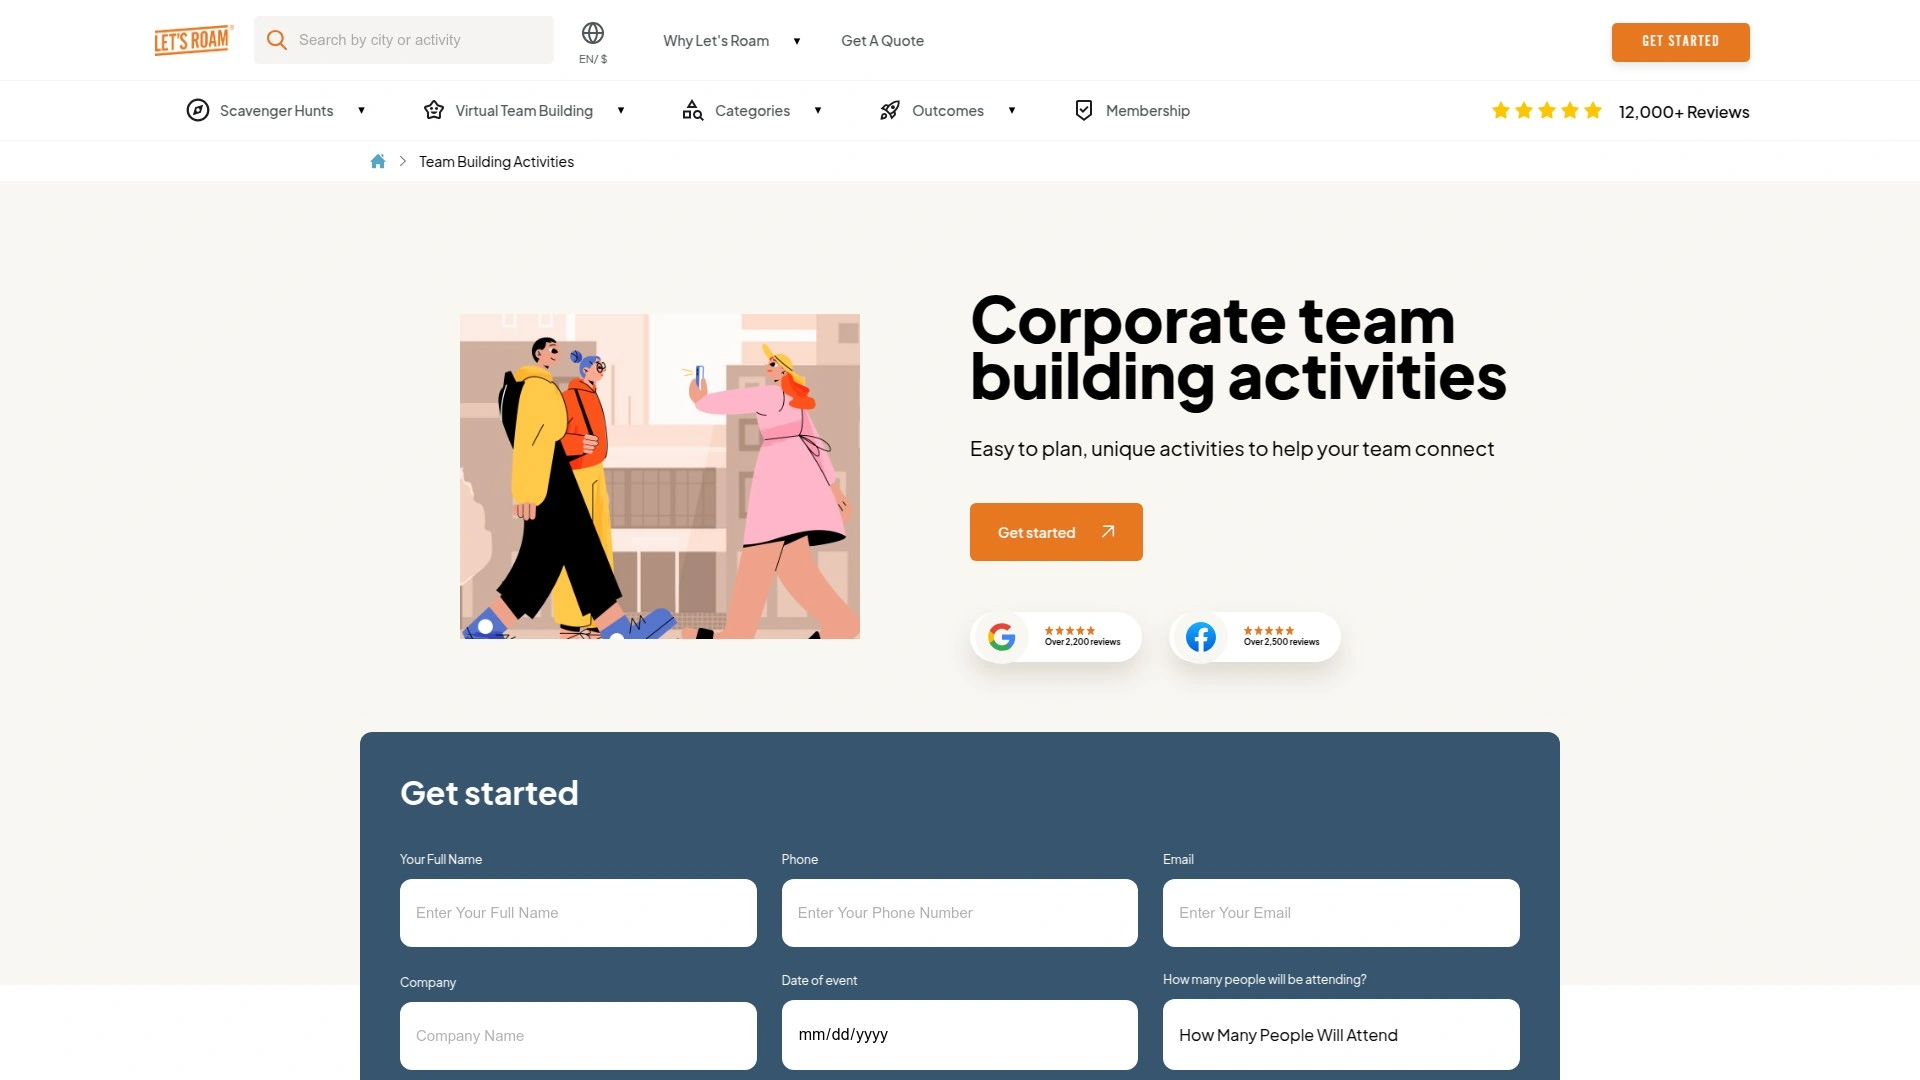 LET'S ROAM
Search by city or activity
EN/ $
Why Let's Roam
Get A Quote
GET STARTED
Scavenger Hunts
Virtual Team Building
Categories
Outcomes
Membership
12,000+ Reviews
Team Building Activities
Corporate team
building activities
Easy to plan, unique activities to help your team connect
Get started
Over 2,200 reviews
Over 2,500 reviews
Get started
Your Full Name
Phone
Email
Enter Your Full Name
Enter Your Phone Number
Enter Your Email
Company
Date of event
How many people will be attending?
Company Name
mm/dd/yyyy
How Many People Will Attend